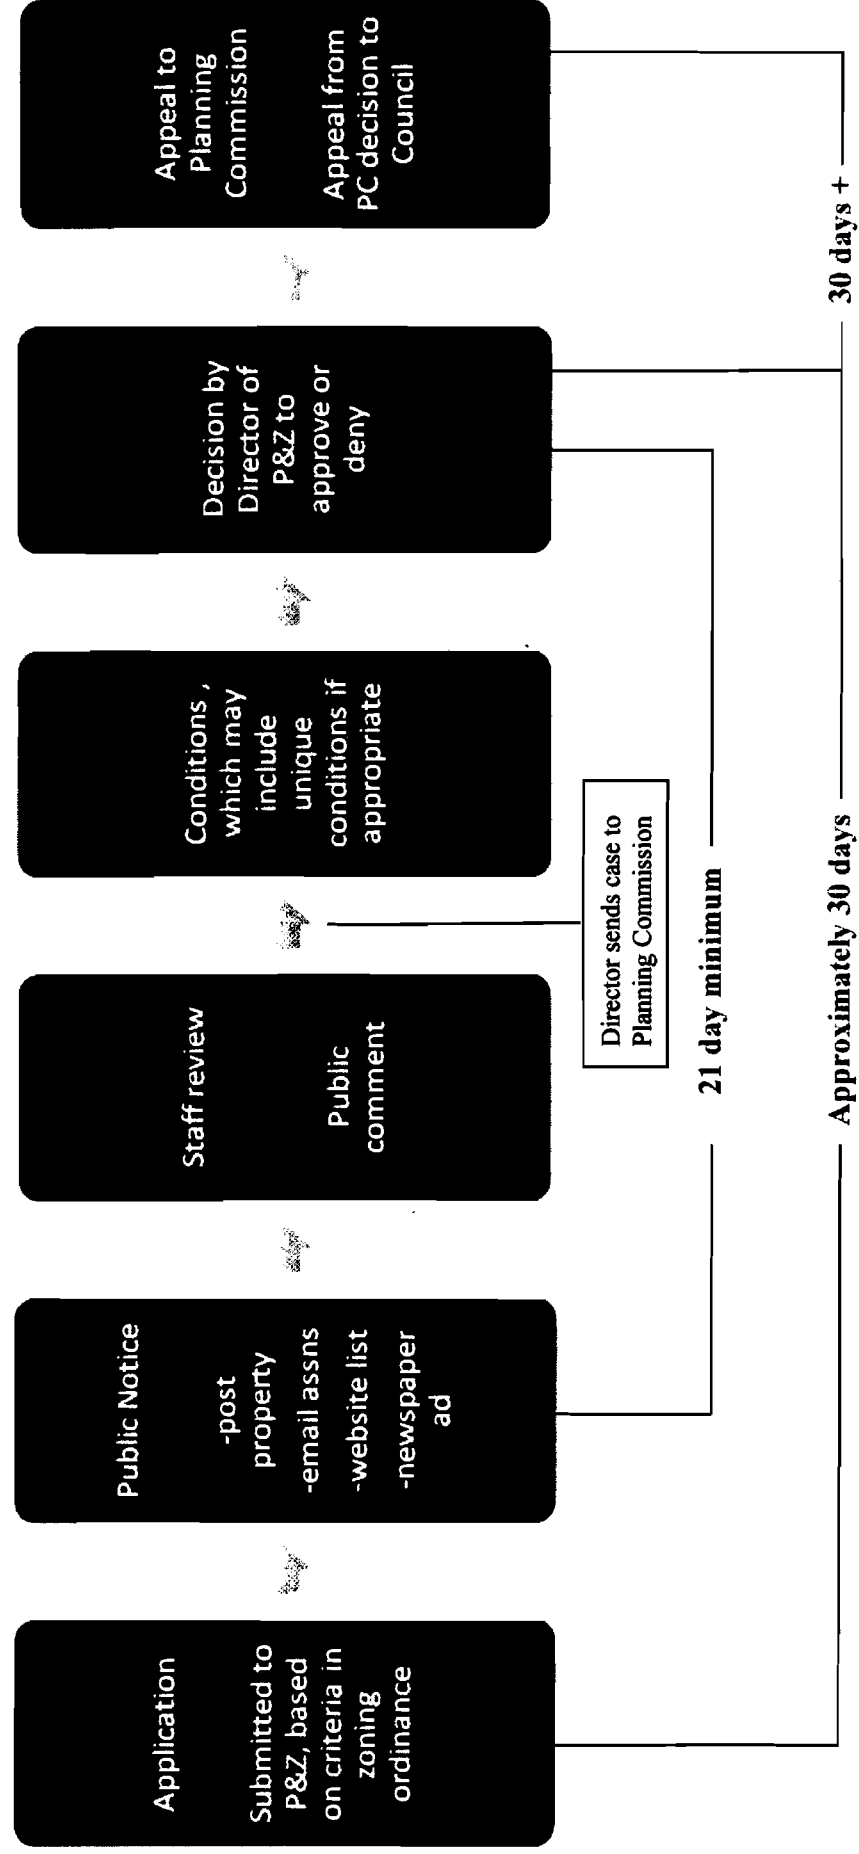 Application
Submitted to
P&Z, based
on criteria in
zoning
ordinance
Public Notice
-post
property
-email assns
-website list
-newspaper
ad
Staff review
Public
comment
Conditions ,
which may
include
unique
conditions if
appropriate
Decision by
Director of
P&Z to
approve or
deny
Appeal to
Planning
Commission
Appeal from
PC decision to
Council
Director sends case to
Planning Commission
21 day minimum
Approximately 30 days
30 days +